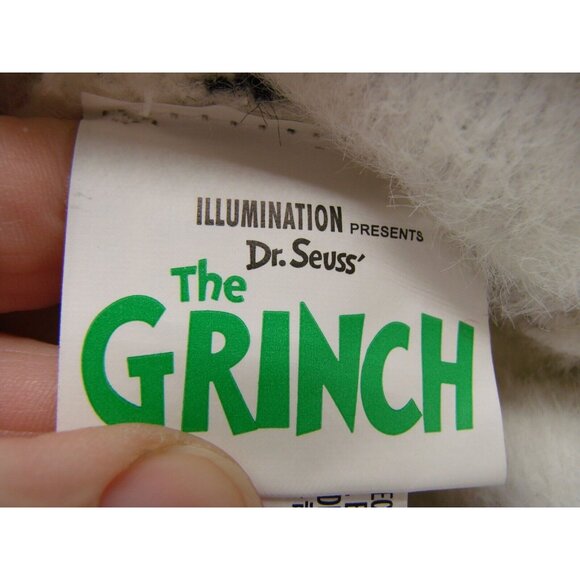 ILLUMINATION PRESENTS
Dr. Seuss'
The
GRINCH